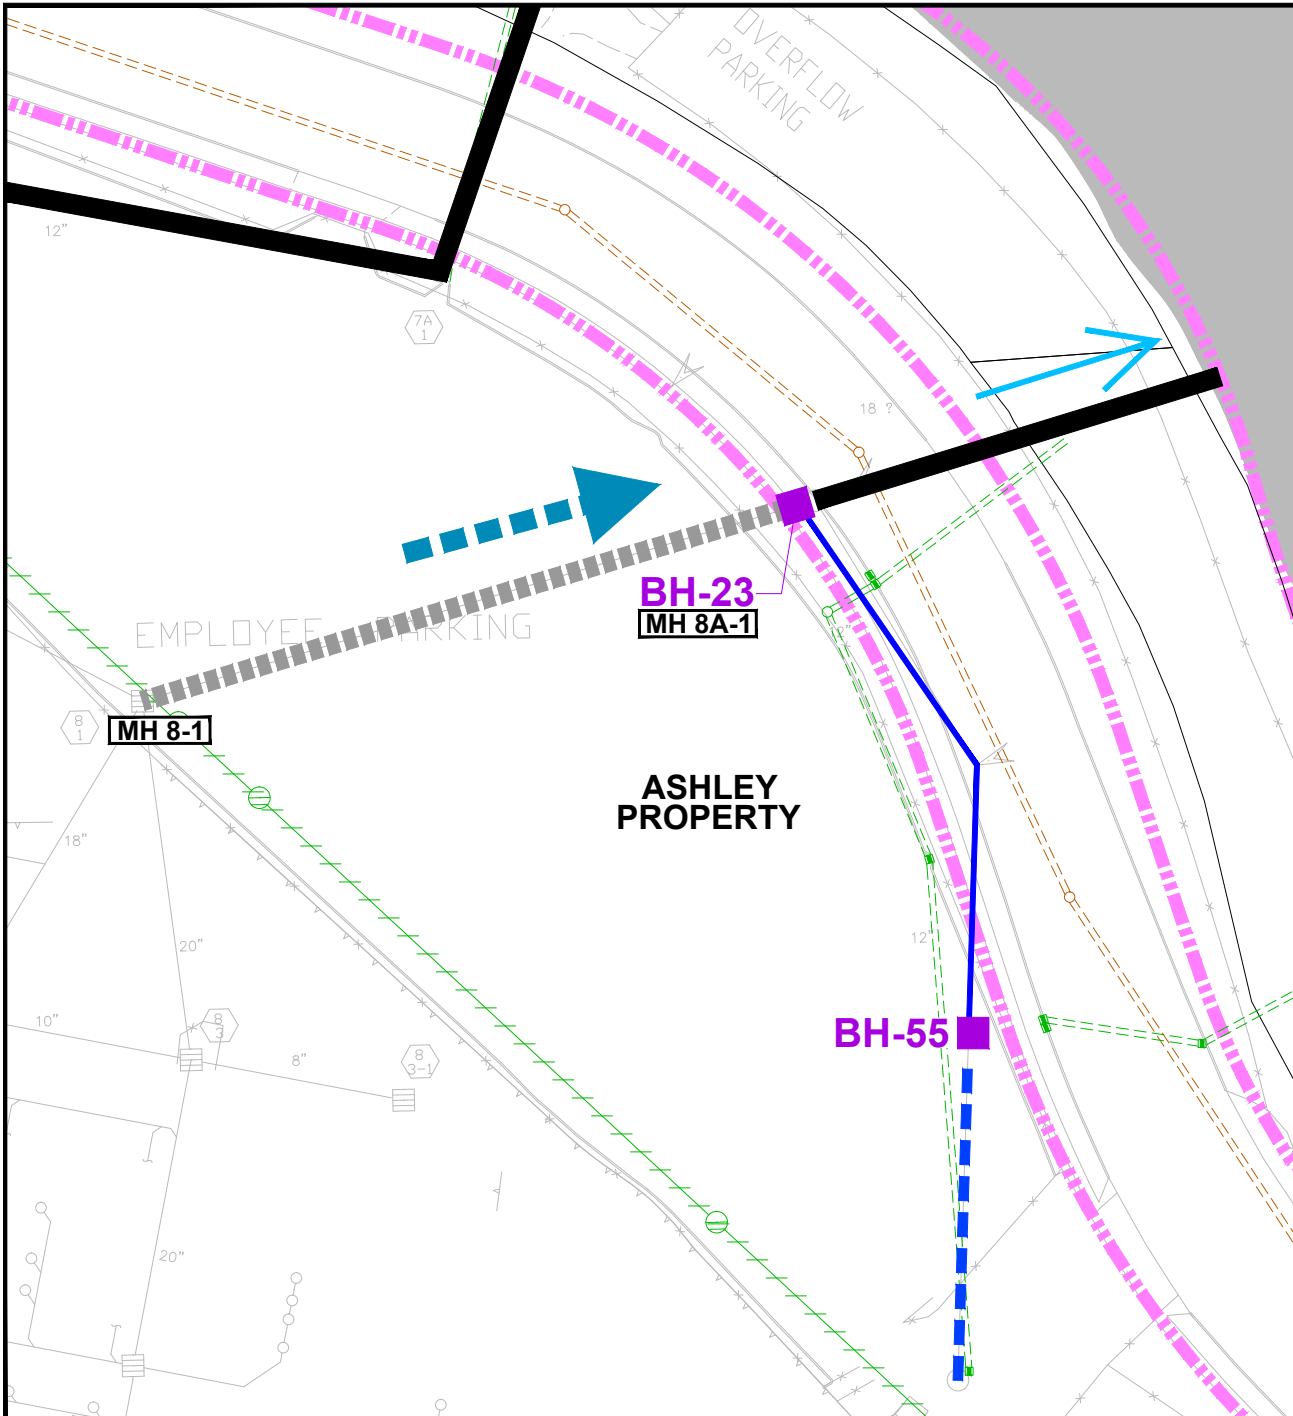 OVERFLOW
PARKING
12"
7A
1
18 ?
BH-23
MH 8A-1
EMPLOYEE PARKING
12"
8
1
MH 8-1
ASHLEY
PROPERTY
18"
20"
12"
10"
8
3
BH-55
8"
8
3-1
20"